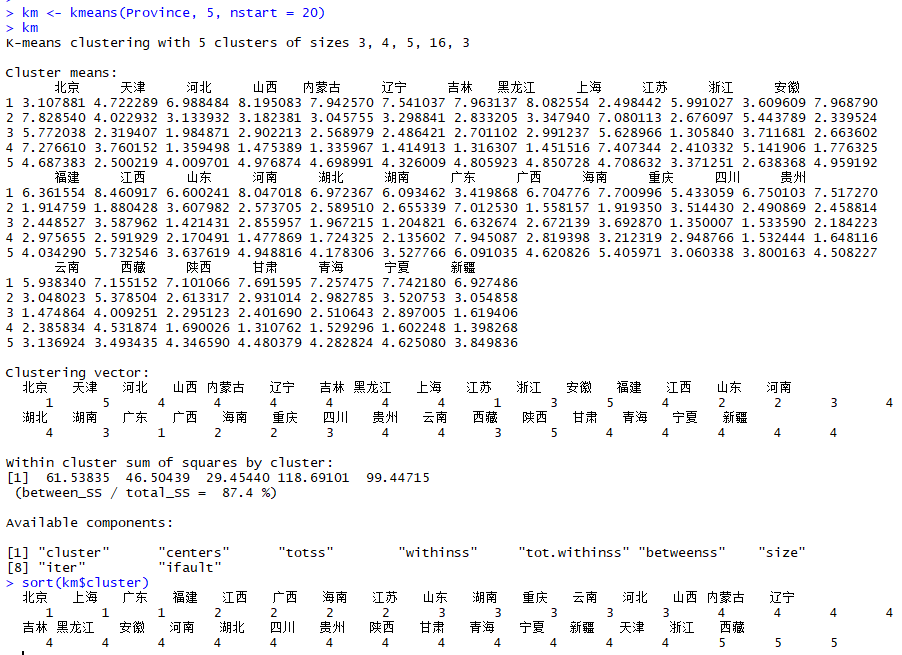 > km <- kmeans(Province, 5, nstart = 20)
> km
K-means clustering with 5 clusters of sizes 3, 4, 5, 16, 3
Cluster means:
北京 天津 河北 山西 内蒙古 辽宁 吉林 黑龙江 上海 江苏 浙江 安徽
1 3.107881 4.722289 6.988484 8.195083 7.942570 7.541037 7.963137 8.082554 2.498442 5.991027 3.609609 7.968790
2 7.828540 4.022932 3.133932 3.182381 3.045755 3.298841 2.833205 3.347940 7.080113 2.676097 5.443789 2.339524
3 5.772038 2.319407 1.984871 2.902213 2.568979 2.486421 2.701102 2.991237 5.628966 1.305840 3.711681 2.663602
4 7.276610 3.760152 1.359498 1.475389 1.335967 1.414913 1.316307 1.451516 7.407344 2.410332 5.141906 1.776325
5 4.687383 2.500219 4.009701 4.976874 4.698991 4.326009 4.805923 4.850728 4.708632 3.371251 2.638368 4.959192
福建 江西 山东 河南 湖北 湖南 广东 广西 海南 重庆 四川 贵州
1 6.361554 8.460917 6.600241 8.047018 6.972367 6.093462 3.419868 6.704776 7.700996 5.433059 6.750103 7.517270
2 1.914759 1.880428 3.607982 2.573705 2.589510 2.655339 7.012530 1.558157 1.919350 3.514430 2.490869 2.458814
3 2.448527 3.587962 1.421431 2.855957 1.967215 1.204821 6.632674 2.672139 3.692870 1.350007 1.533590 2.184223
4 2.975655 2.591929 2.170491 1.477869 1.724325 2.135602 7.945087 2.819398 3.212319 2.948766 1.532444 1.648116
5 4.034290 5.732546 3.637619 4.948816 4.178306 3.527766 6.091035 4.620826 5.405971 3.060338 3.800163 4.508227
云南 西藏 陕西 甘肃 青海 宁夏 新疆
1 5.938340 7.155152 7.101066 7.691595 7.257475 7.742180 6.927486
2 3.048023 5.378504 2.613317 2.931014 2.982785 3.520753 3.054858
3 1.474864 4.009251 2.295123 2.401690 2.510643 2.897005 1.619406
4 2.385834 4.531874 1.690026 1.310762 1.529296 1.602248 1.398268
5 3.136924 3.493435 4.346590 4.480379 4.282824 4.625080 3.849836
Clustering vector:
北京 天津 河北 山西 内蒙古 辽宁 吉林 黑龙江 上海 江苏 浙江 安徽 福建 江西 山东 河南
1 5 4 4 4 4 4 4 1 3 5 4 2 2 3 4
湖北 湖南 广东 广西 海南 重庆 四川 贵州 云南 西藏 陕西 甘肃 青海 宁夏 新疆
4 3 1 2 2 3 4 4 3 5 4 4 4 4 4
Within cluster sum of squares by cluster:
[1] 61.53835 46.50439 29.45440 118.69101 99.44715
(between_SS / total_SS = 87.4 %)
Available components:
[1] "cluster" "centers" "totss" "withinss" "tot.withinss" "betweenss" "size"
[8] "iter" "ifault"
> sort(km$cluster)
北京 上海 广东 福建 江西 广西 海南 江苏 山东 湖南 重庆 云南 河北 山西 内蒙古 辽宁
1 1 1 2 2 2 2 3 3 3 3 3 4 4 4 4
吉林 黑龙江 安徽 河南 湖北 四川 贵州 陕西 甘肃 青海 宁夏 新疆 天津 浙江 西藏
4 4 4 4 4 4 4 4 4 4 4 4 5 5 5